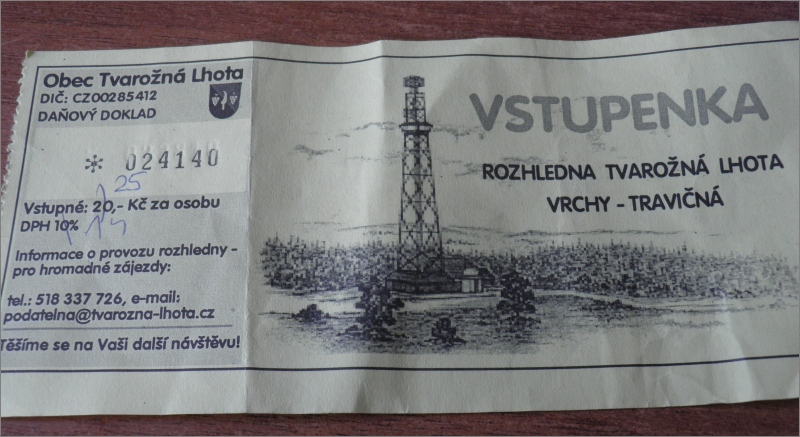 Obec Tvarožná Lhota
DIČ: CZ00285412
DAŇOVÝ DOKLAD
* 024140
25
Vstupné: 20,- Kč za osobu
DPH 10%
Informace o provozu rozhledny -
pro hromadné zájezdy:
tel.: 518 337 726, e-mail:
podatelna@tvarozna-lhota.cz
Těšíme se na Vaši další návštěvu!
VSTUPENKA
ROZHLEDNA TVAROŽNÁ LHOTA
VRCHY - TRAVIČNÁ